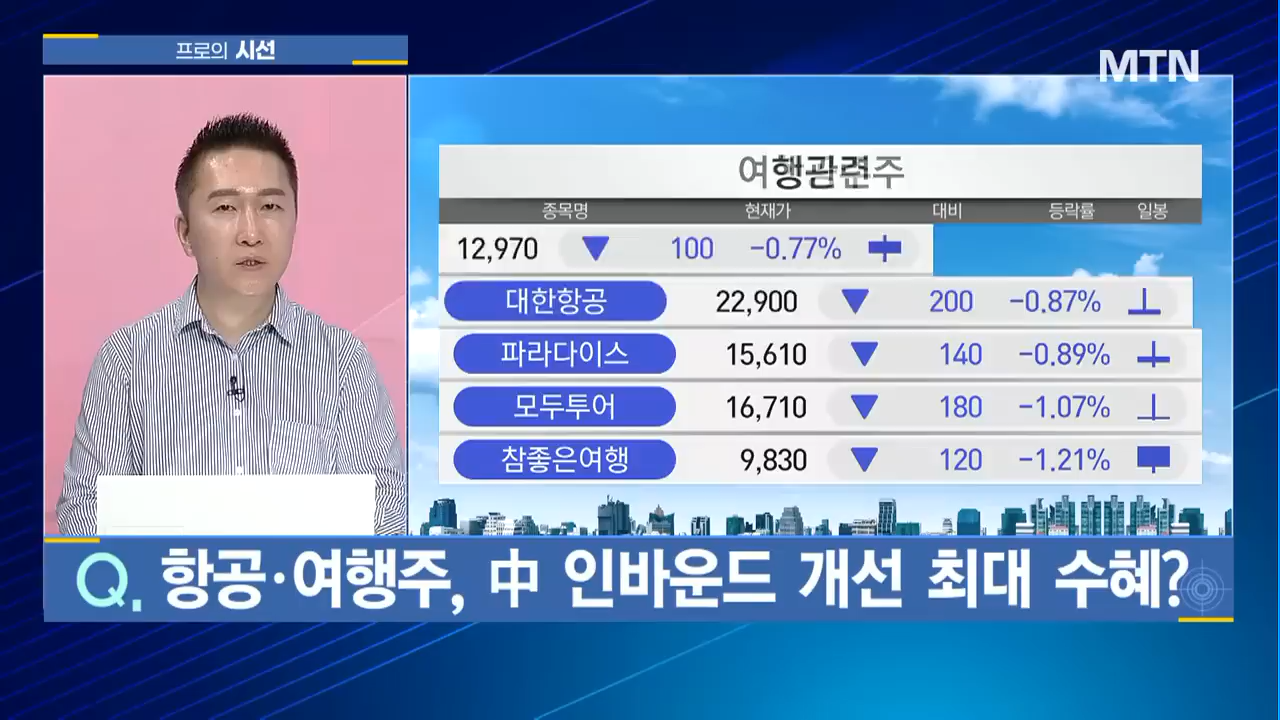 프로의 시선
MTN
여행관련주
종목명 현재가 대비 등락률 일봉
12,970 ▼ 100 -0.77%
대한항공 22,900 ▼ 200 -0.87%
파라다이스 15,610 ▼ 140 -0.89%
모두투어 16,710 ▼ 180 -1.07%
참좋은여행 9,830 ▼ 120 -1.21%
Q. 항공·여행주, 中 인바운드 개선 최대 수혜?